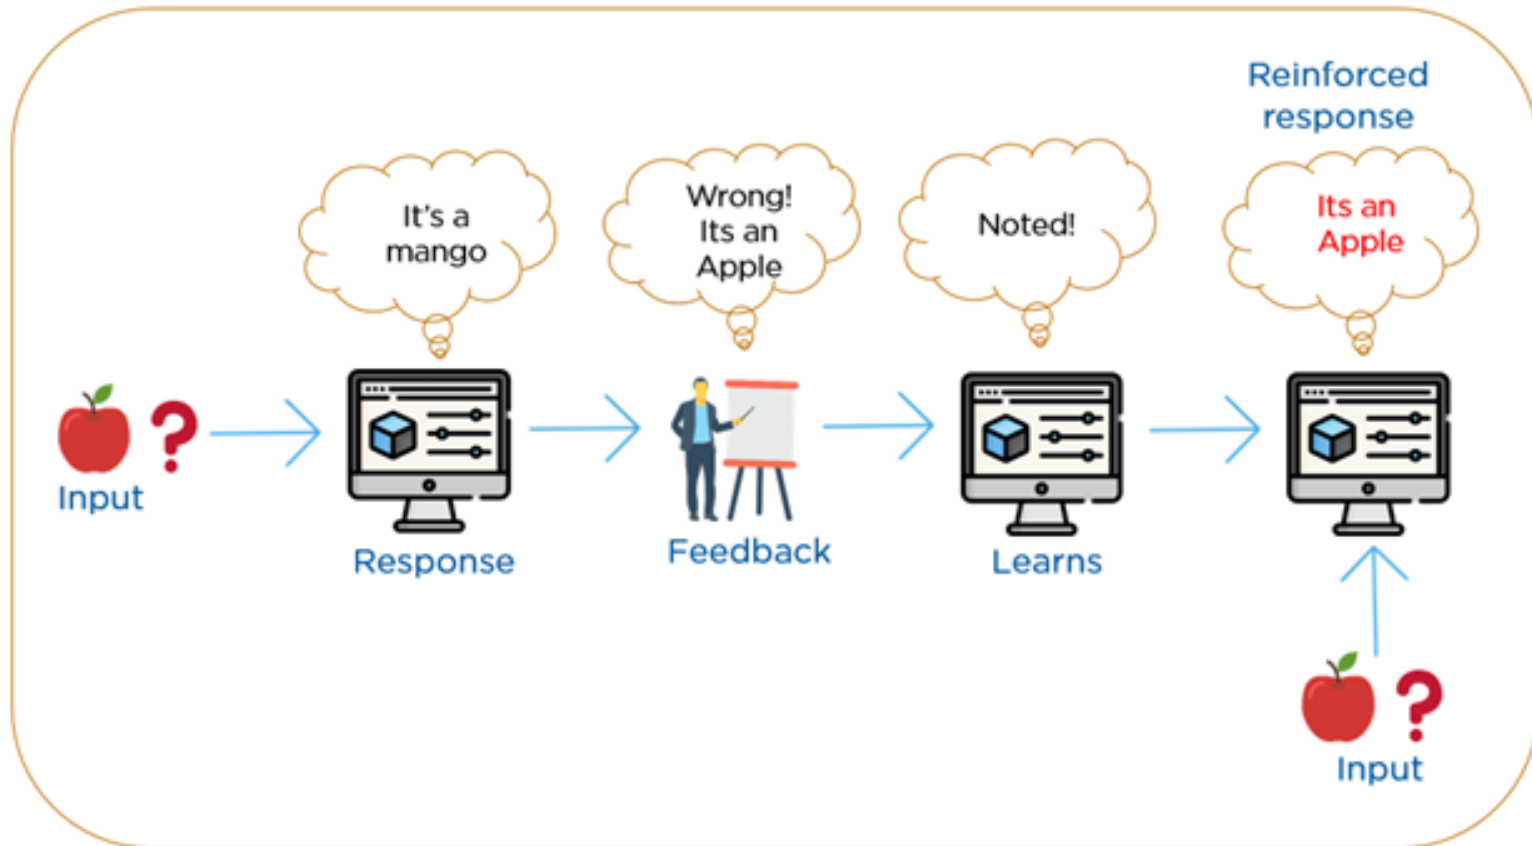 Reinforced
response
It's a
mango
Wrong!
Its an
Apple
Noted!
Its an
Apple
?
Input
Response
Feedback
Learns
?
Input